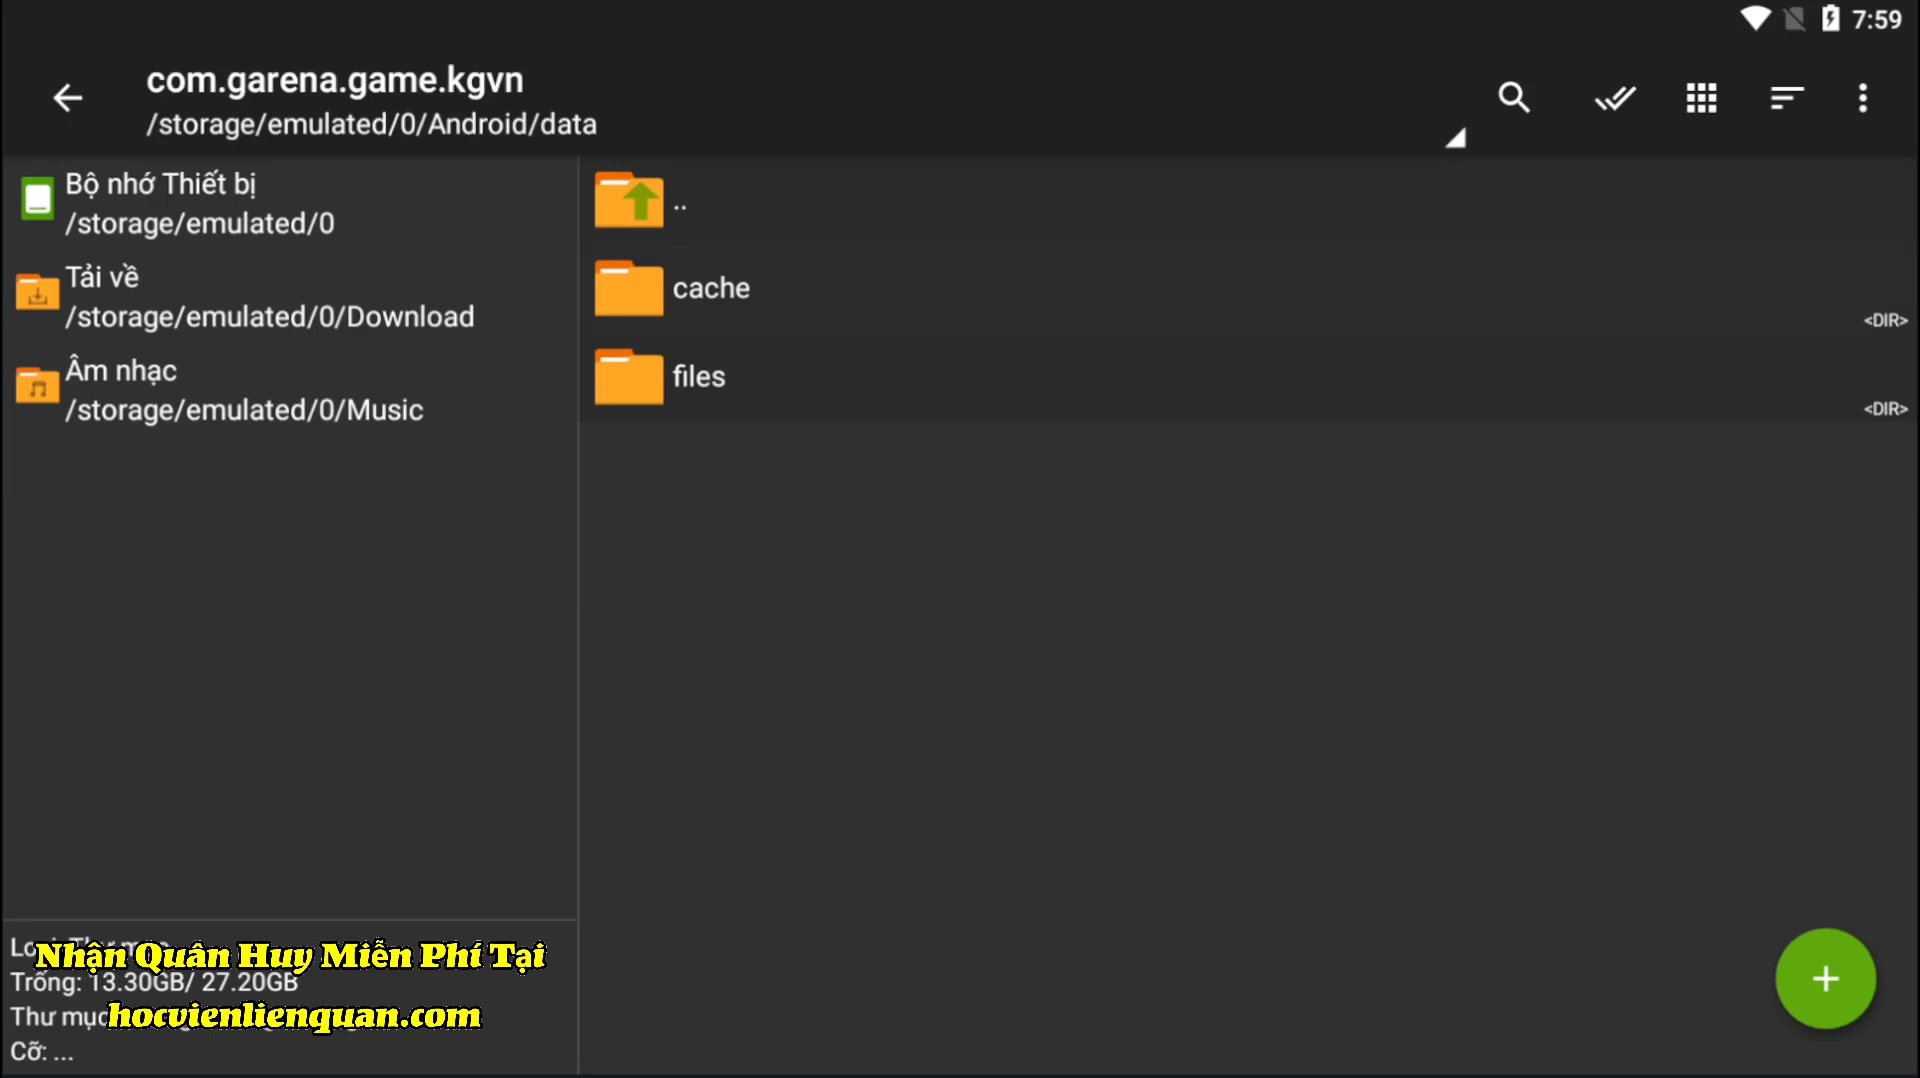 7:59
com.garena.game.kgvn
/storage/emulated/0/Android/data
Bộ nhớ Thiết bị
/storage/emulated/0
Tải về
/storage/emulated/0/Download
Âm nhạc
/storage/emulated/0/Music
..
cache
<DIR>
files
<DIR>
Nhận Quân Huy Miễn Phí Tại
Trống: 13.30GB/ 27.20GB
Thư mục
hocvienlienquan.com
Cỡ: ...